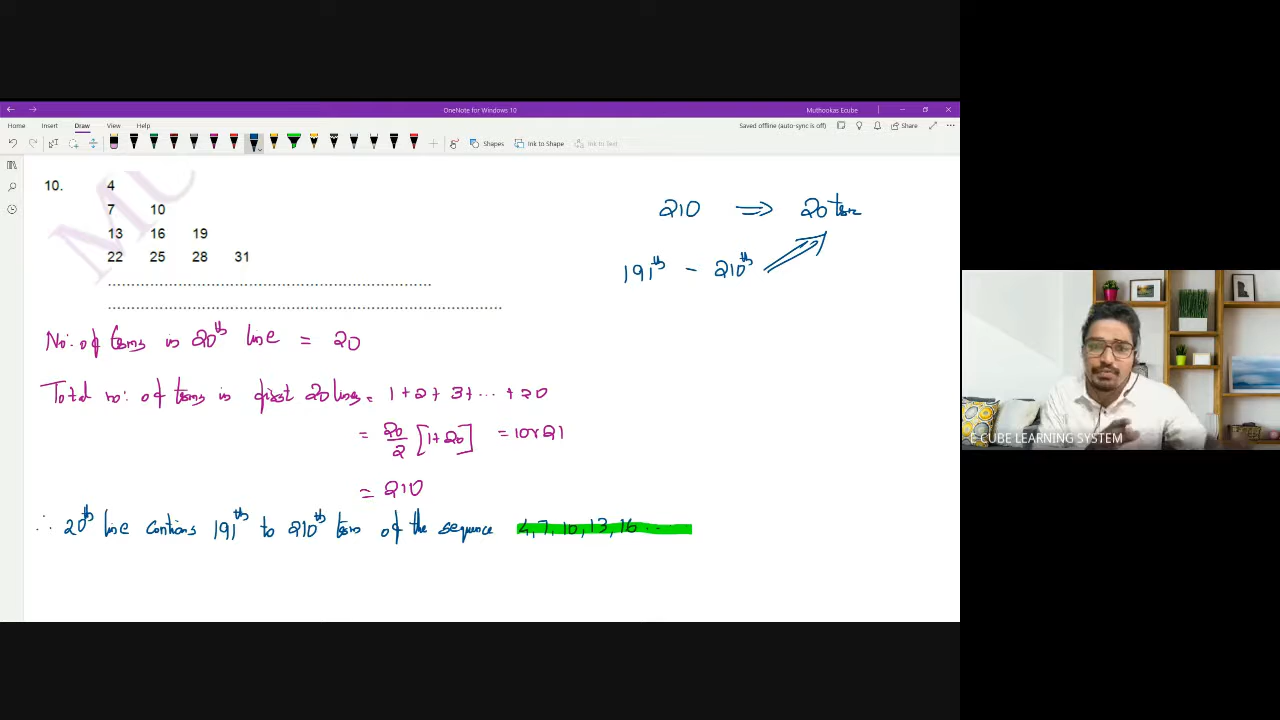 OneNote for Windows 10
Muthookas Ecube
Home Insert Draw View Help
Saved offline (auto-sync is off) Share
Shapes Ink to Shape Ink to Text
10. 4
7 10
13 16 19
22 25 28 31
........................................................................
........................................................................................
210 ⇒ 20 term
191th - 210th
No: of terms in 20th line = 20
Total no: of terms in first 20 lines = 1+2+3+...+20
= 20/2 [1+20] = 10×21
= 210
∴ 20th line contians 191th to 210th term of the sequence 4,7,10,13,16...
E CUBE LEARNING SYSTEM